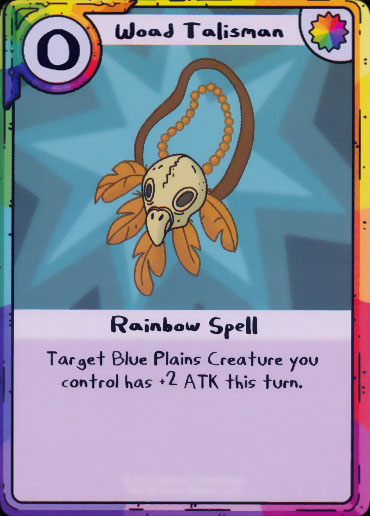 0
Woad Talisman
Rainbow Spell
Target Blue Plains Creature you
control has +2 ATK this turn.